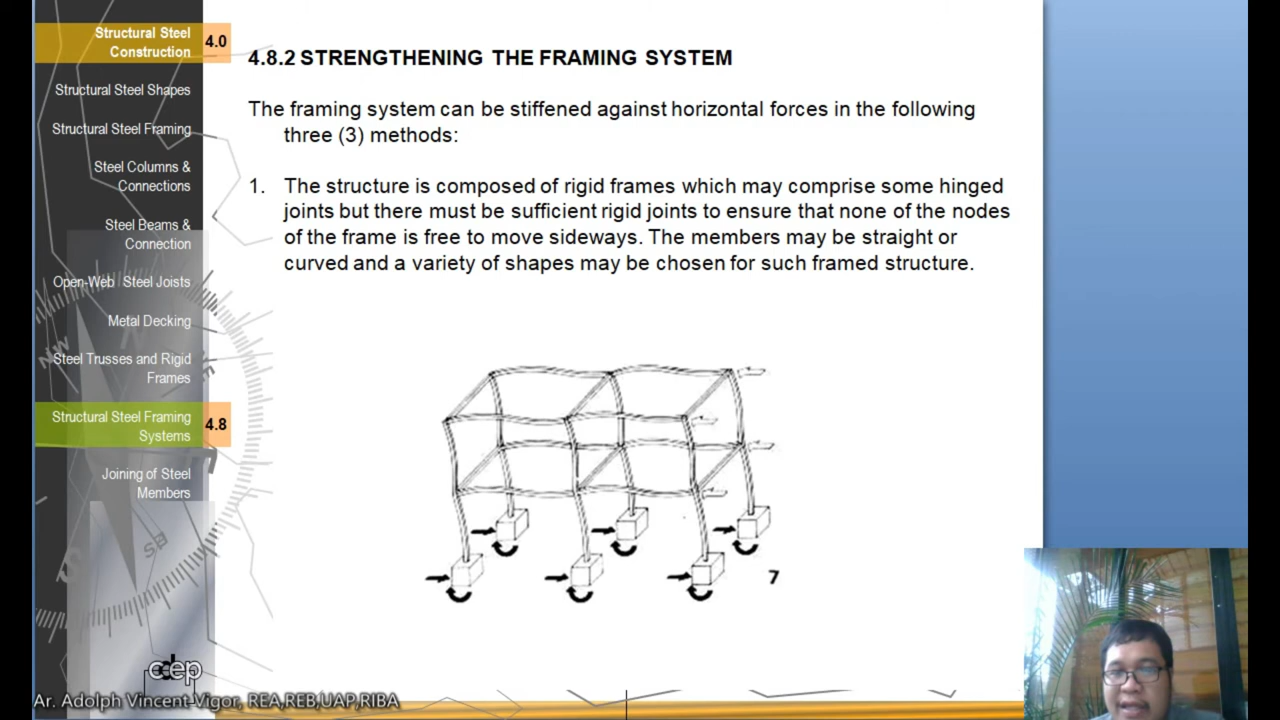 Structural Steel
Construction
4.0
Structural Steel Shapes
Structural Steel Framing
Steel Columns &
Connections
Steel Beams &
Connection
Open-Web Steel Joists
Metal Decking
Steel Trusses and Rigid
Frames
Structural Steel Framing
Systems
4.8
Joining of Steel
Members
4.8.2 STRENGTHENING THE FRAMING SYSTEM
The framing system can be stiffened against horizontal forces in the following
three (3) methods:
1. The structure is composed of rigid frames which may comprise some hinged
joints but there must be sufficient rigid joints to ensure that none of the nodes
of the frame is free to move sideways. The members may be straight or
curved and a variety of shapes may be chosen for such framed structure.
7
NW
S
SE
E
cdep
Ar. Adolph Vincent Vigor, REA,REB,UAP,RIBA